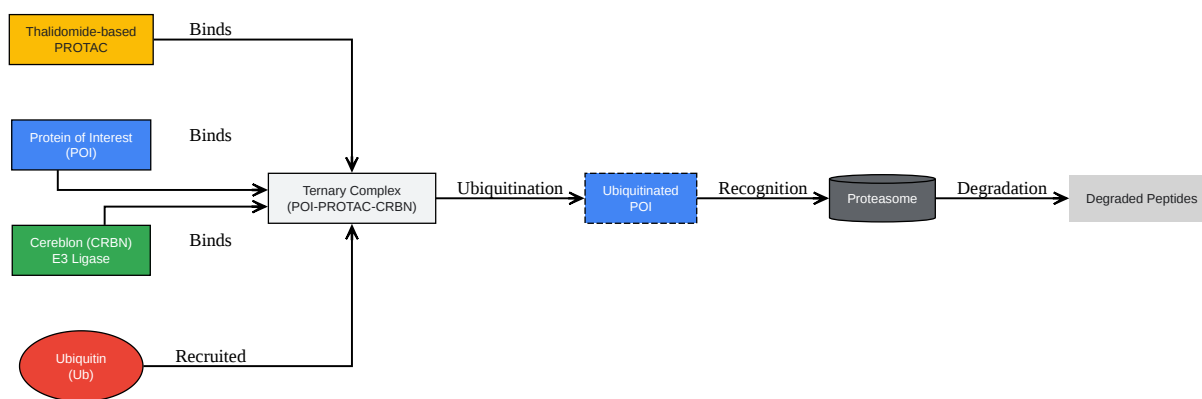 Thalidomide-based
PROTAC
Binds
Protein of Interest
(POI)
Binds
Cereblon (CRBN)
E3 Ligase
Binds
Ubiquitin
(Ub)
Recruited
Ternary Complex
(POI-PROTAC-CRBN)
Ubiquitination
Ubiquitinated
POI
Recognition
Proteasome
Degradation
Degraded Peptides